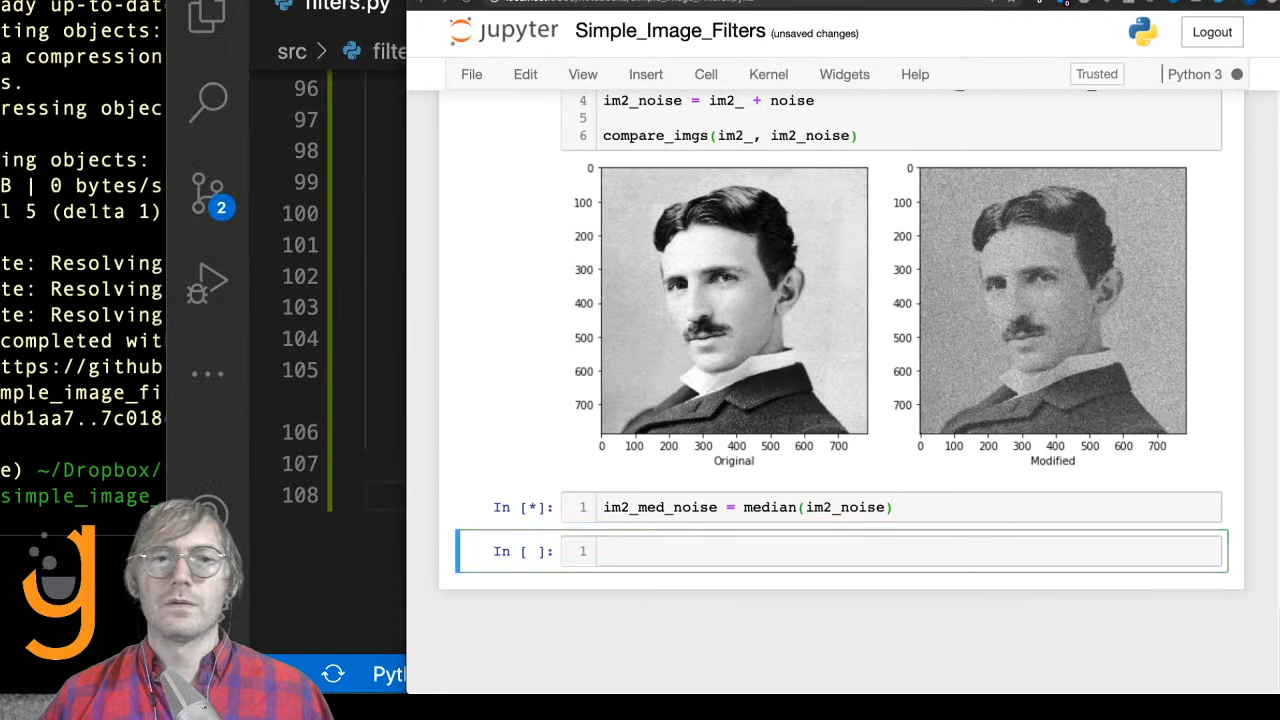 ady up-to-dat
ting objects:
a compression
s.
ressing objec
ing objects:
B | 0 bytes/s
l 5 (delta 1)
te: Resolving
te: Resolving
te: Resolving
completed wit
ttps://github
mple_image_fi
db1aa7..7c018
e) ~/Dropbox/
simple_image_
2
filters.py
src > filte
96
97
98
99
100
101
102
103
104
105
106
107
108
Pyth
jupyter Simple_Image_Filters (unsaved changes) Logout
File Edit View Insert Cell Kernel Widgets Help Trusted | Python 3
4 im2_noise = im2_ + noise
5
6 compare_imgs(im2_, im2_noise)
0
100
200
300
400
500
600
700
0 100 200 300 400 500 600 700
Original
0
100
200
300
400
500
600
700
0 100 200 300 400 500 600 700
Modified
In [*]: 1 im2_med_noise = median(im2_noise)
In [ ]: 1